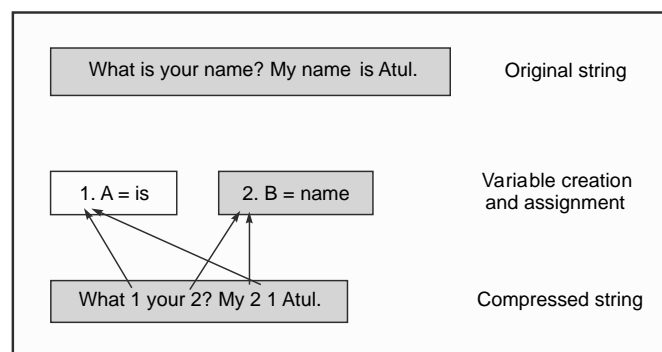 What is your name? My name is Atul.
Original string
1. A = is
2. B = name
Variable creation
and assignment
What 1 your 2? My 2 1 Atul.
Compressed string